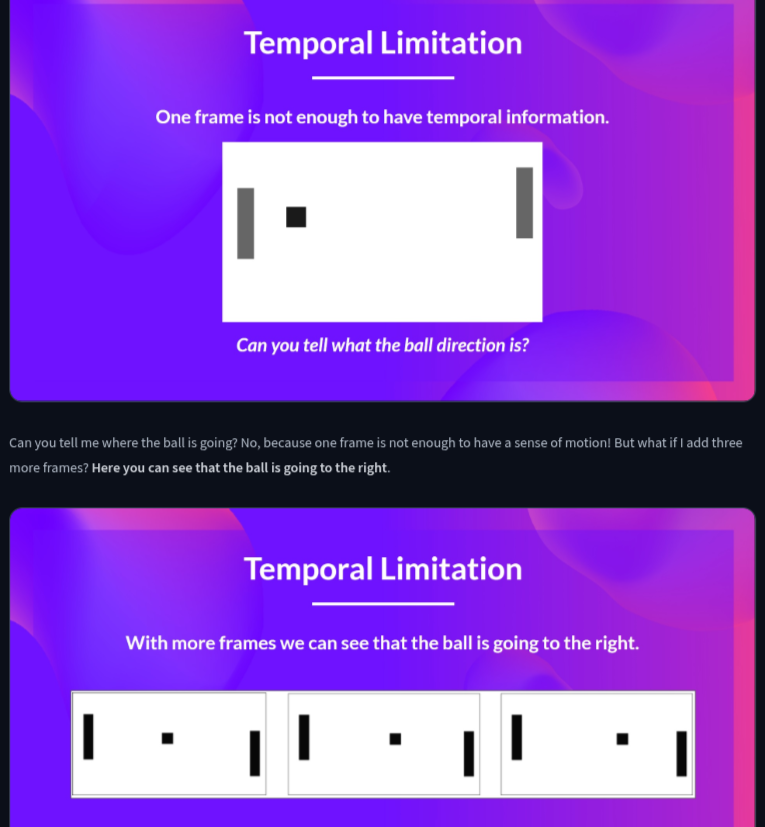 Temporal Limitation
One frame is not enough to have temporal information.
Can you tell what the ball direction is?
Can you tell me where the ball is going? No, because one frame is not enough to have a sense of motion! But what if I add three
more frames? Here you can see that the ball is going to the right.
Temporal Limitation
With more frames we can see that the ball is going to the right.